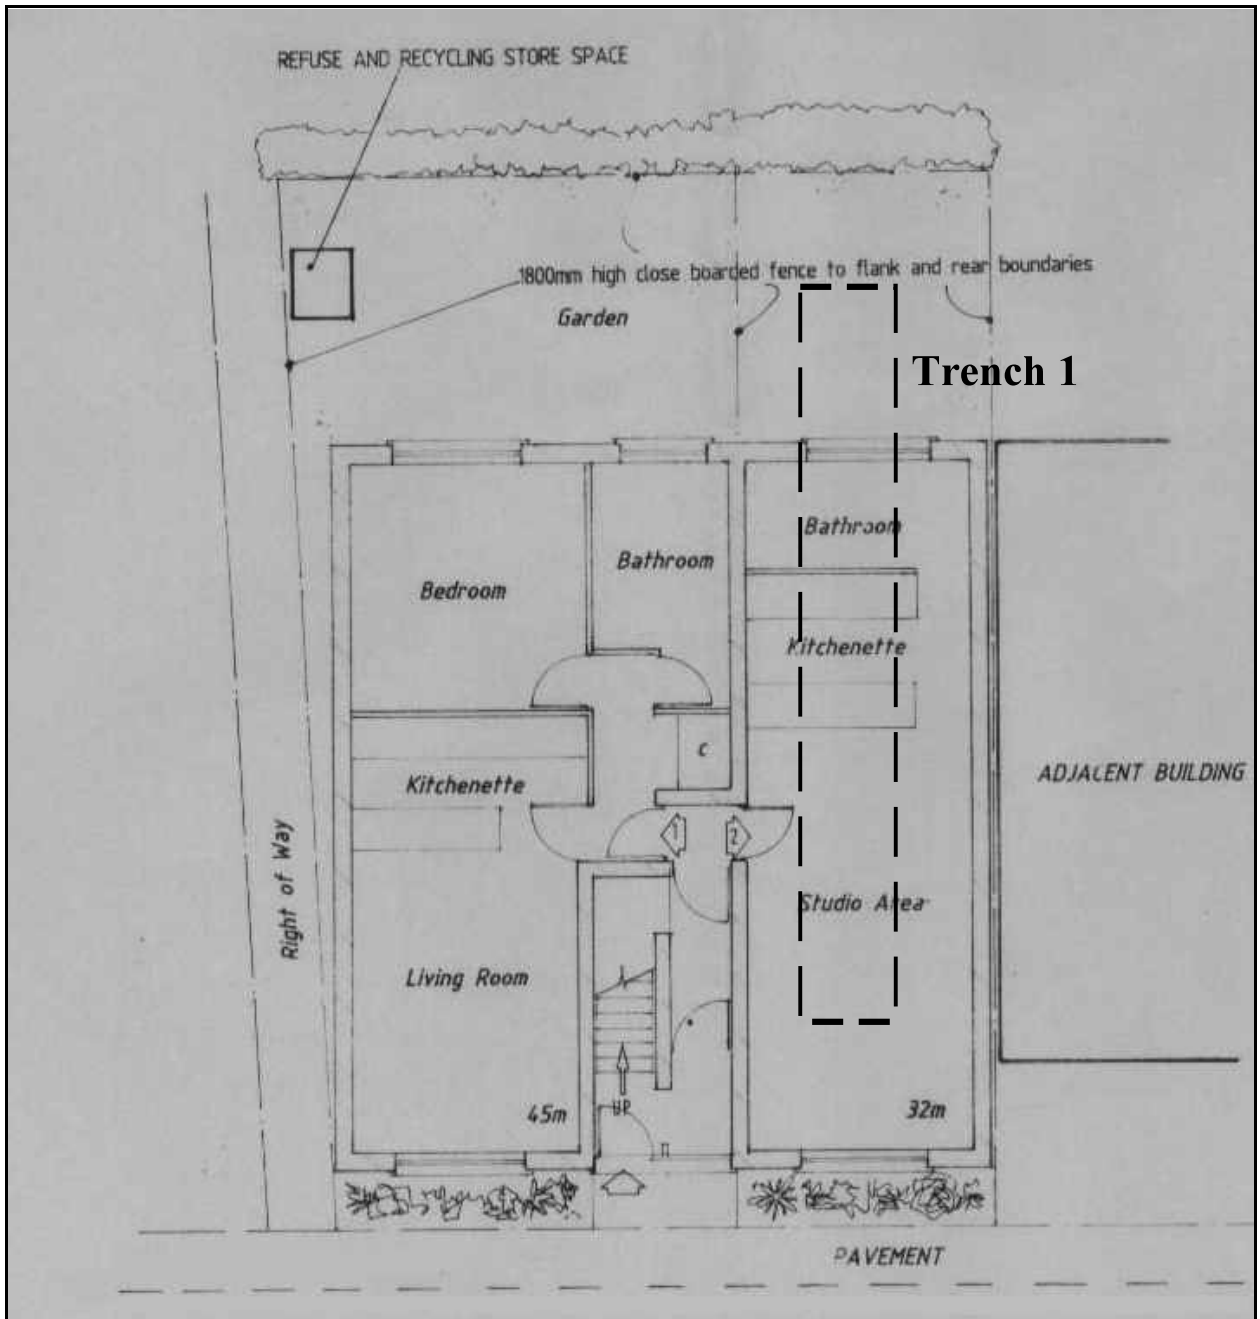 REFUSE AND RECYCLING STORE SPACE
1800mm high close boarded fence to flank and rear boundaries
Garden
Trench 1
Bathroom
Bathroom
Bedroom
Kitchenette
C
ADJACENT BUILDING
Kitchenette
1
2
Right of Way
Studio Area
Living Room
45m
UP
32m
PAVEMENT